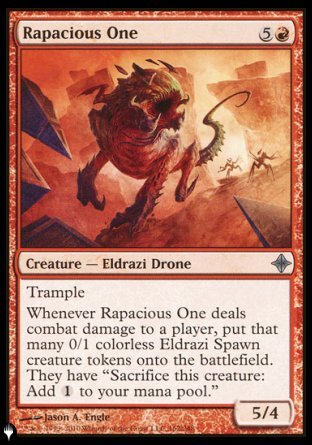 Rapacious One 5
Creature — Eldrazi Drone
Trample
Whenever Rapacious One deals
combat damage to a player, put that
many 0/1 colorless Eldrazi Spawn
creature tokens onto the battlefield.
They have “Sacrifice this creature:
Add 1 to your mana pool.”
Jason A. Engle
5/4